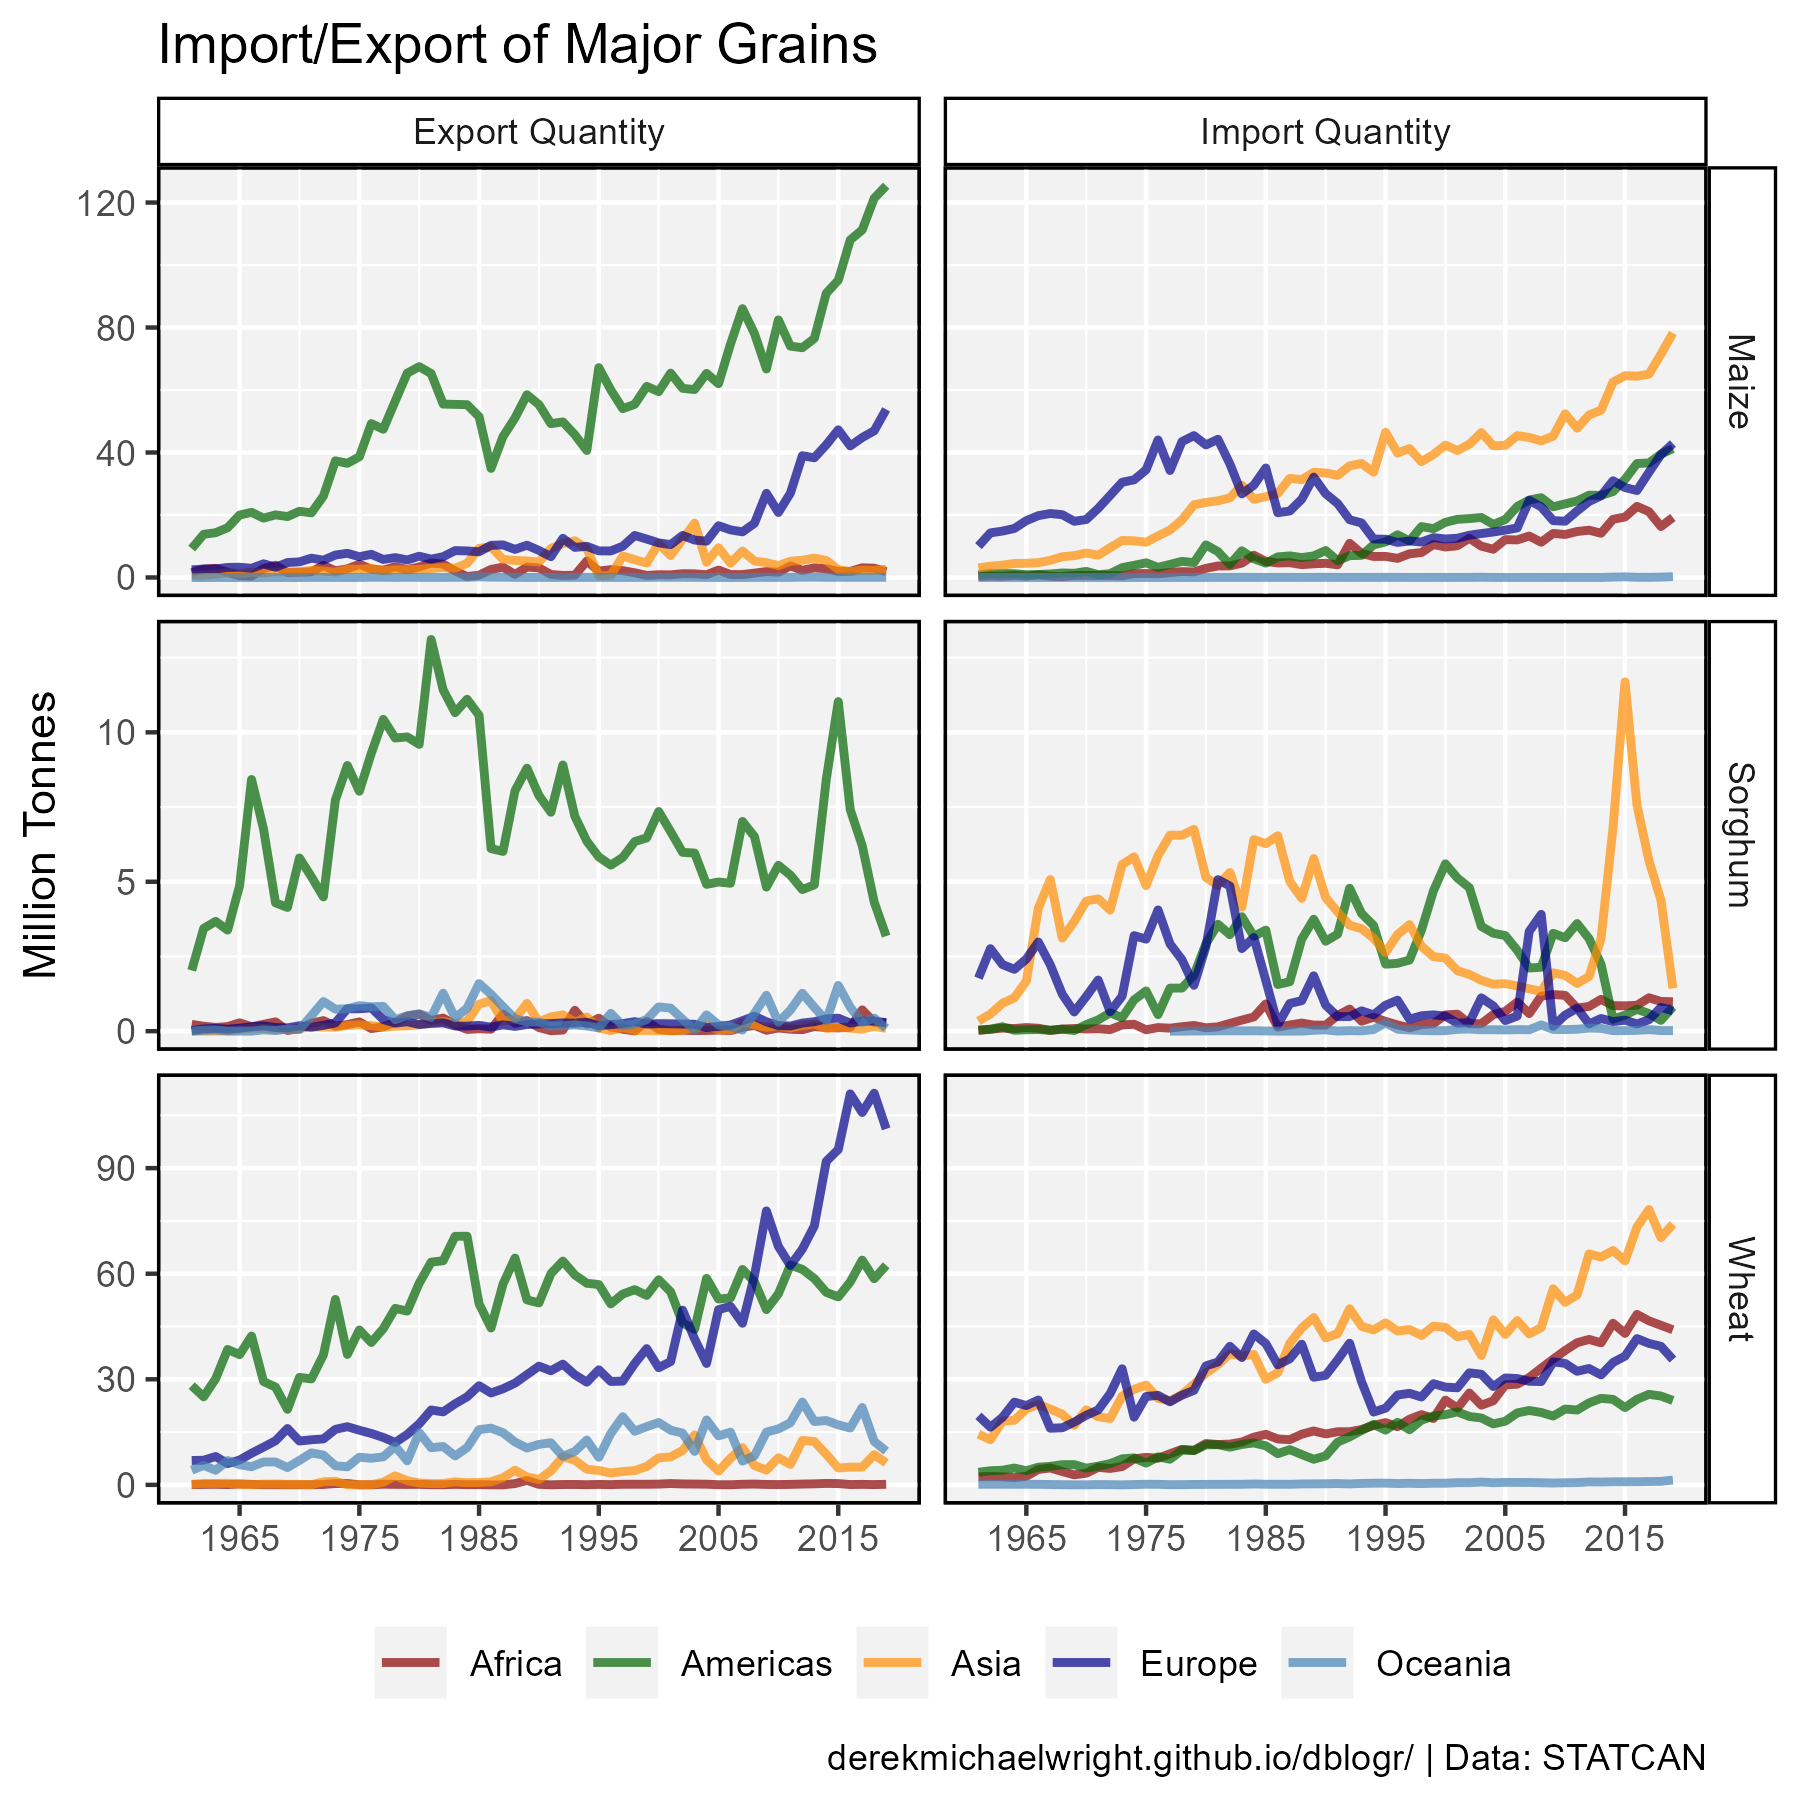 Import/Export of Major Grains
Export Quantity
Import Quantity
120
80
40
0
Maize
10
5
0
Sorghum
90
60
30
0
Wheat
Million Tonnes
1965 1975 1985 1995 2005 2015
1965 1975 1985 1995 2005 2015
Africa Americas Asia Europe Oceania
derekmichaelwright.github.io/dblogr/ | Data: STATCAN